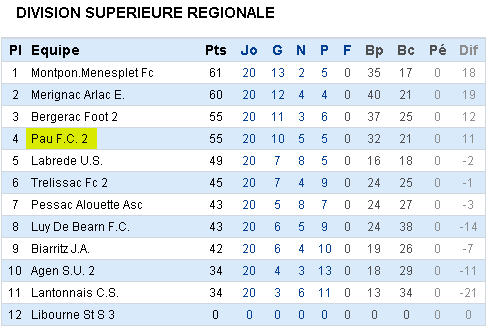 DIVISION SUPERIEURE REGIONALE
Pl Equipe Pts Jo G N P F Bp Bc Pé Dif
1 Montpon.Menesplet Fc 61 20 13 2 5 0 35 17 0 18
2 Merignac Arlac E. 60 20 12 4 4 0 40 21 0 19
3 Bergerac Foot 2 55 20 11 3 6 0 37 25 0 12
4 Pau F.C. 2 55 20 10 5 5 0 32 21 0 11
5 Labrede U.S. 49 20 7 8 5 0 16 18 0 -2
6 Trelissac Fc 2 45 20 7 4 9 0 24 25 0 -1
7 Pessac Alouette Asc 43 20 5 8 7 0 24 27 0 -3
8 Luy De Bearn F.C. 43 20 6 5 9 0 24 38 0 -14
9 Biarritz J.A. 42 20 6 4 10 0 19 26 0 -7
10 Agen S.U. 2 34 20 4 3 13 0 18 29 0 -11
11 Lantonnais C.S. 34 20 3 6 11 0 13 34 0 -21
12 Libourne St S 3 0 0 0 0 0 0 0 0 0 0